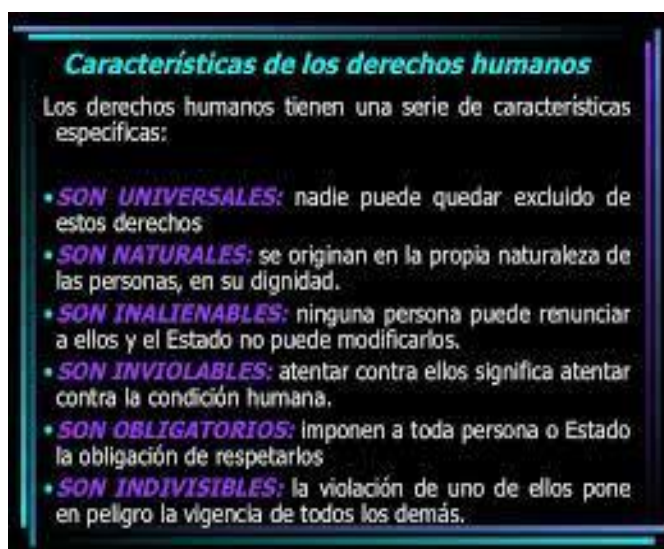 Características de los derechos humanos
Los derechos humanos tienen una serie de características
específicas:
• SON UNIVERSALES: nadie puede quedar excluido de
estos derechos
• SON NATURALES: se originan en la propia naturaleza de
las personas, en su dignidad.
• SON INALIENABLES: ninguna persona puede renunciar
a ellos y el Estado no puede modificarlos.
• SON INVIOLABLES: atentar contra ellos significa atentar
contra la condición humana.
• SON OBLIGATORIOS: imponen a toda persona o Estado
la obligación de respetarlos
• SON INDIVISIBLES: la violación de uno de ellos pone
en peligro la vigencia de todos los demás.